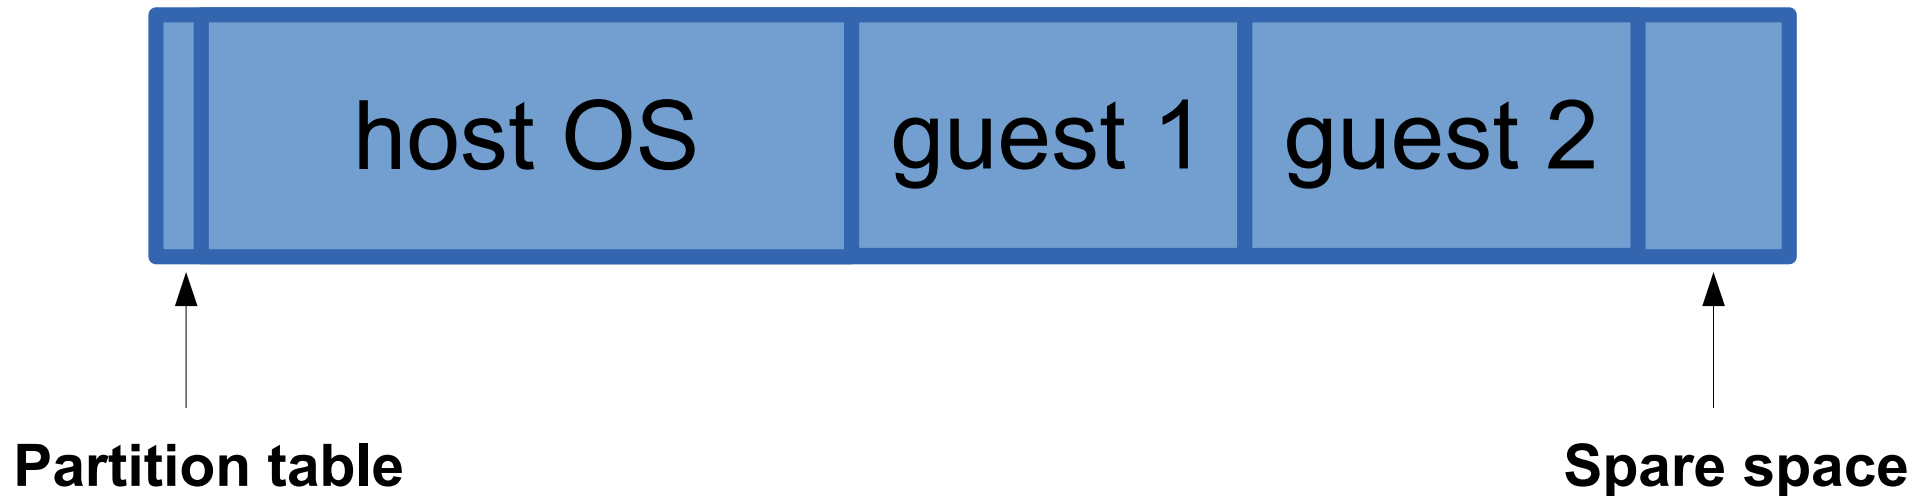 host OS
guest 1
guest 2
Partition table
Spare space